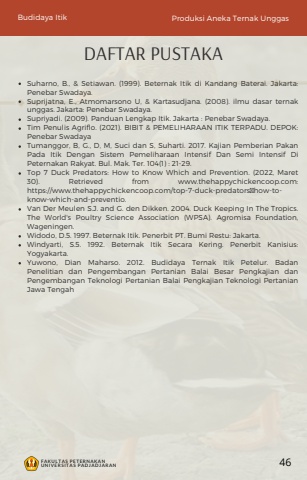 Budidaya Itik
Produksi Aneka Ternak Unggas
DAFTAR PUSTAKA
• Suharno, B., & Setiawan. (1999). Beternak Itik di Kandang Baterai. Jakarta:
Penebar Swadaya.
• Suprijatna, E., Atmomarsono U, & Kartasudjana. (2008). ilmu dasar ternak
unggas. Jakarta: Penebar Swadaya.
• Supriyadi. (2009). Panduan Lengkap Itik. Jakarta : Penebar Swadaya.
• Tim Penulis Agriflo. (2021). BIBIT & PEMELIHARAAN ITIK TERPADU. DEPOK:
Penebar Swadaya
• Tumanggor, B. G., D. M, Suci dan S. Suharti. 2017. Kajian Pemberian Pakan
Pada Itik Dengan Sistem Pemeliharaan Intensif Dan Semi Intensif Di
Peternakan Rakyat. Bul. Mak. Ter. 104(1) : 21-29.
• Top 7 Duck Predators: How to Know Which and Prevention. (2022, Maret
30). Retrieved from www.thehappychickencoop.com:
https://www.thehappychickencoop.com/top-7-duck-predators-how-to-
know-which-and-preventio.
• Van Der Meulen S.J. and G. den Dikken. 2004. Duck Keeping In The Tropics.
The World's Poultry Science Association (WPSA). Agromisa Foundation,
Wageningen.
• Widodo, D.S. 1997. Beternak Itik. Penerbit PT. Bumi Restu: Jakarta.
• Windyarti, S.S. 1992. Beternak Itik Secara Kering. Penerbit Kanisius:
Yogyakarta.
• Yuwono, Dian Maharso. 2012. Budidaya Ternak Itik Petelur. Badan
Penelitian dan Pengembangan Pertanian Balai Besar Pengkajian dan
Pengembangan Teknologi Pertanian Balai Pengkajian Teknologi Pertanian
Jawa Tengah
FAKULTAS PETERNAKAN
UNIVERSITAS PADJADJARAN
46